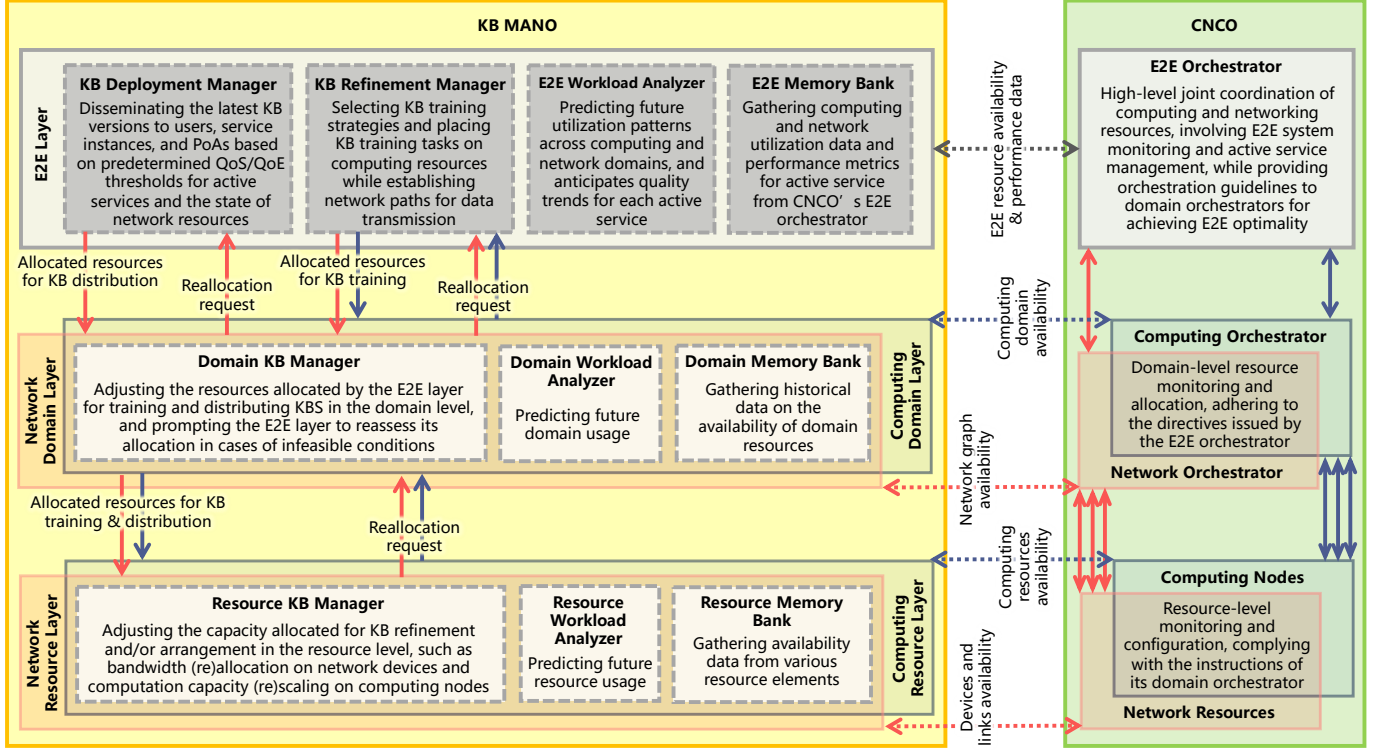 KB MANO
E2E Layer
KB Deployment Manager
Disseminating the latest KB
versions to users, service
instances, and PoAs based
on predetermined QoS/QoE
thresholds for active
services and the state of
network resources
KB Refinement Manager
Selecting KB training
strategies and placing
KB training tasks on
computing resources
while establishing
network paths for data
transmission
E2E Workload Analyzer
Predicting future
utilization patterns
across computing and
network domains, and
anticipates quality
trends for each active
service
E2E Memory Bank
Gathering computing
and network
utilization data and
performance metrics
for active service
from CNCO’s E2E
orchestrator
Allocated resources
for KB distribution
Reallocation
request
Allocated resources
for KB training
Reallocation
request
Network
Domain Layer
Domain KB Manager
Adjusting the resources allocated by the E2E layer
for training and distributing KBS in the domain level,
and prompting the E2E layer to reassess its
allocation in cases of infeasible conditions
Domain Workload
Analyzer
Predicting future
domain usage
Domain Memory Bank
Gathering historical
data on the
availability of domain
resources
Computing
Domain Layer
Allocated resources for KB
training & distribution
Reallocation
request
Network
Resource Layer
Resource KB Manager
Adjusting the capacity allocated for KB refinement
and/or arrangement in the resource level, such as
bandwidth (re)allocation on network devices and
computation capacity (re)scaling on computing nodes
Resource
Workload
Analyzer
Predicting future
resource usage
Resource Memory
Bank
Gathering availability
data from various
resource elements
Computing
Resource Layer
E2E resource availability
& performance data
Computing
domain
availability
Network graph
availability
Computing
resources
availability
Devices and
links availability
CNCO
E2E Orchestrator
High-level joint coordination of
computing and networking
resources, involving E2E system
monitoring and active service
management, while providing
orchestration guidelines to
domain orchestrators for
achieving E2E optimality
Computing Orchestrator
Domain-level resource
monitoring and
allocation, adhering to
the directives issued by
the E2E orchestrator
Network Orchestrator
Computing Nodes
Resource-level
monitoring and
configuration, complying
with the instructions of
its domain orchestrator
Network Resources